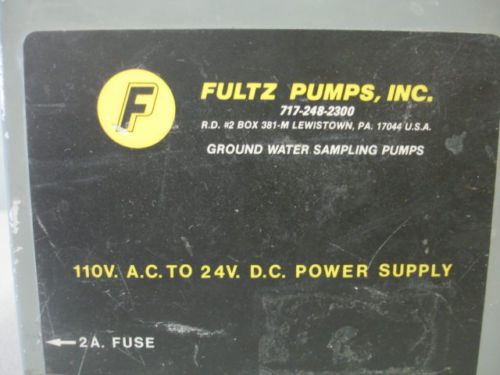 F
FULTZ PUMPS, INC.
717-248-2300
R.D. #2 BOX 381-M LEWISTOWN, PA. 17044 U.S.A.
GROUND WATER SAMPLING PUMPS
110V. A.C. TO 24V. D.C. POWER SUPPLY
←2A. FUSE